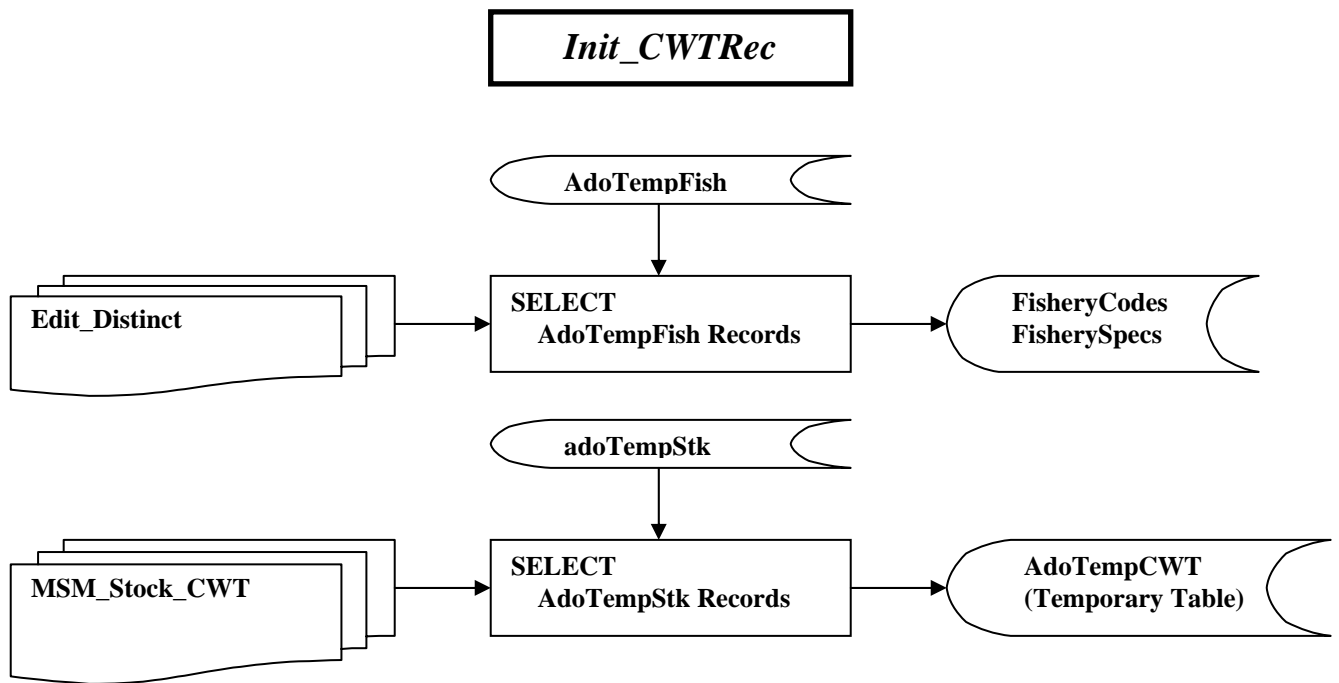 Init_CWTRec
AdoTempFish
Edit_Distinct
SELECT
AdoTempFish Records
FisheryCodes
FisherySpecs
adoTempStk
MSM_Stock_CWT
SELECT
AdoTempStk Records
AdoTempCWT
(Temporary Table)